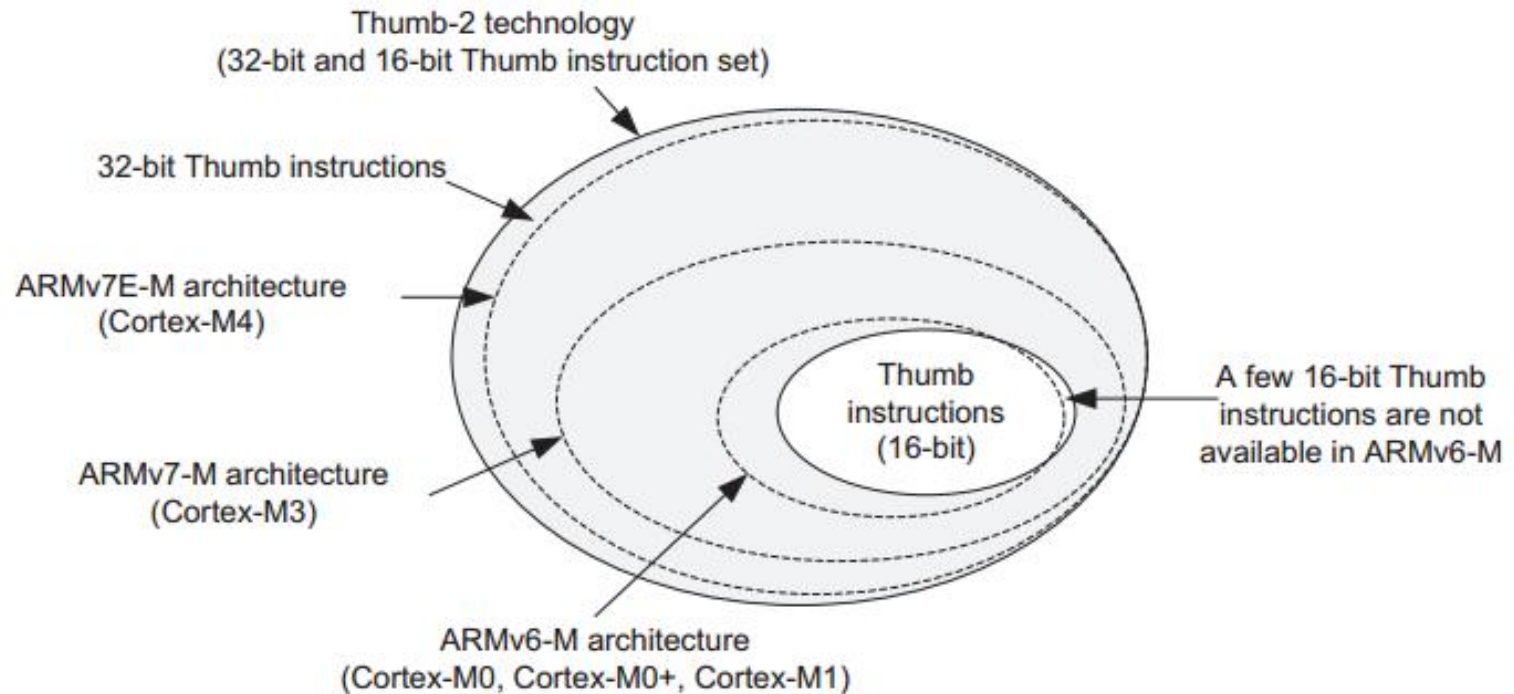 Thumb-2 technology
(32-bit and 16-bit Thumb instruction set)
32-bit Thumb instructions
ARMv7E-M architecture
(Cortex-M4)
Thumb
instructions
(16-bit)
A few 16-bit Thumb
instructions are not
available in ARMv6-M
ARMv7-M architecture
(Cortex-M3)
ARMv6-M architecture
(Cortex-M0, Cortex-M0+, Cortex-M1)